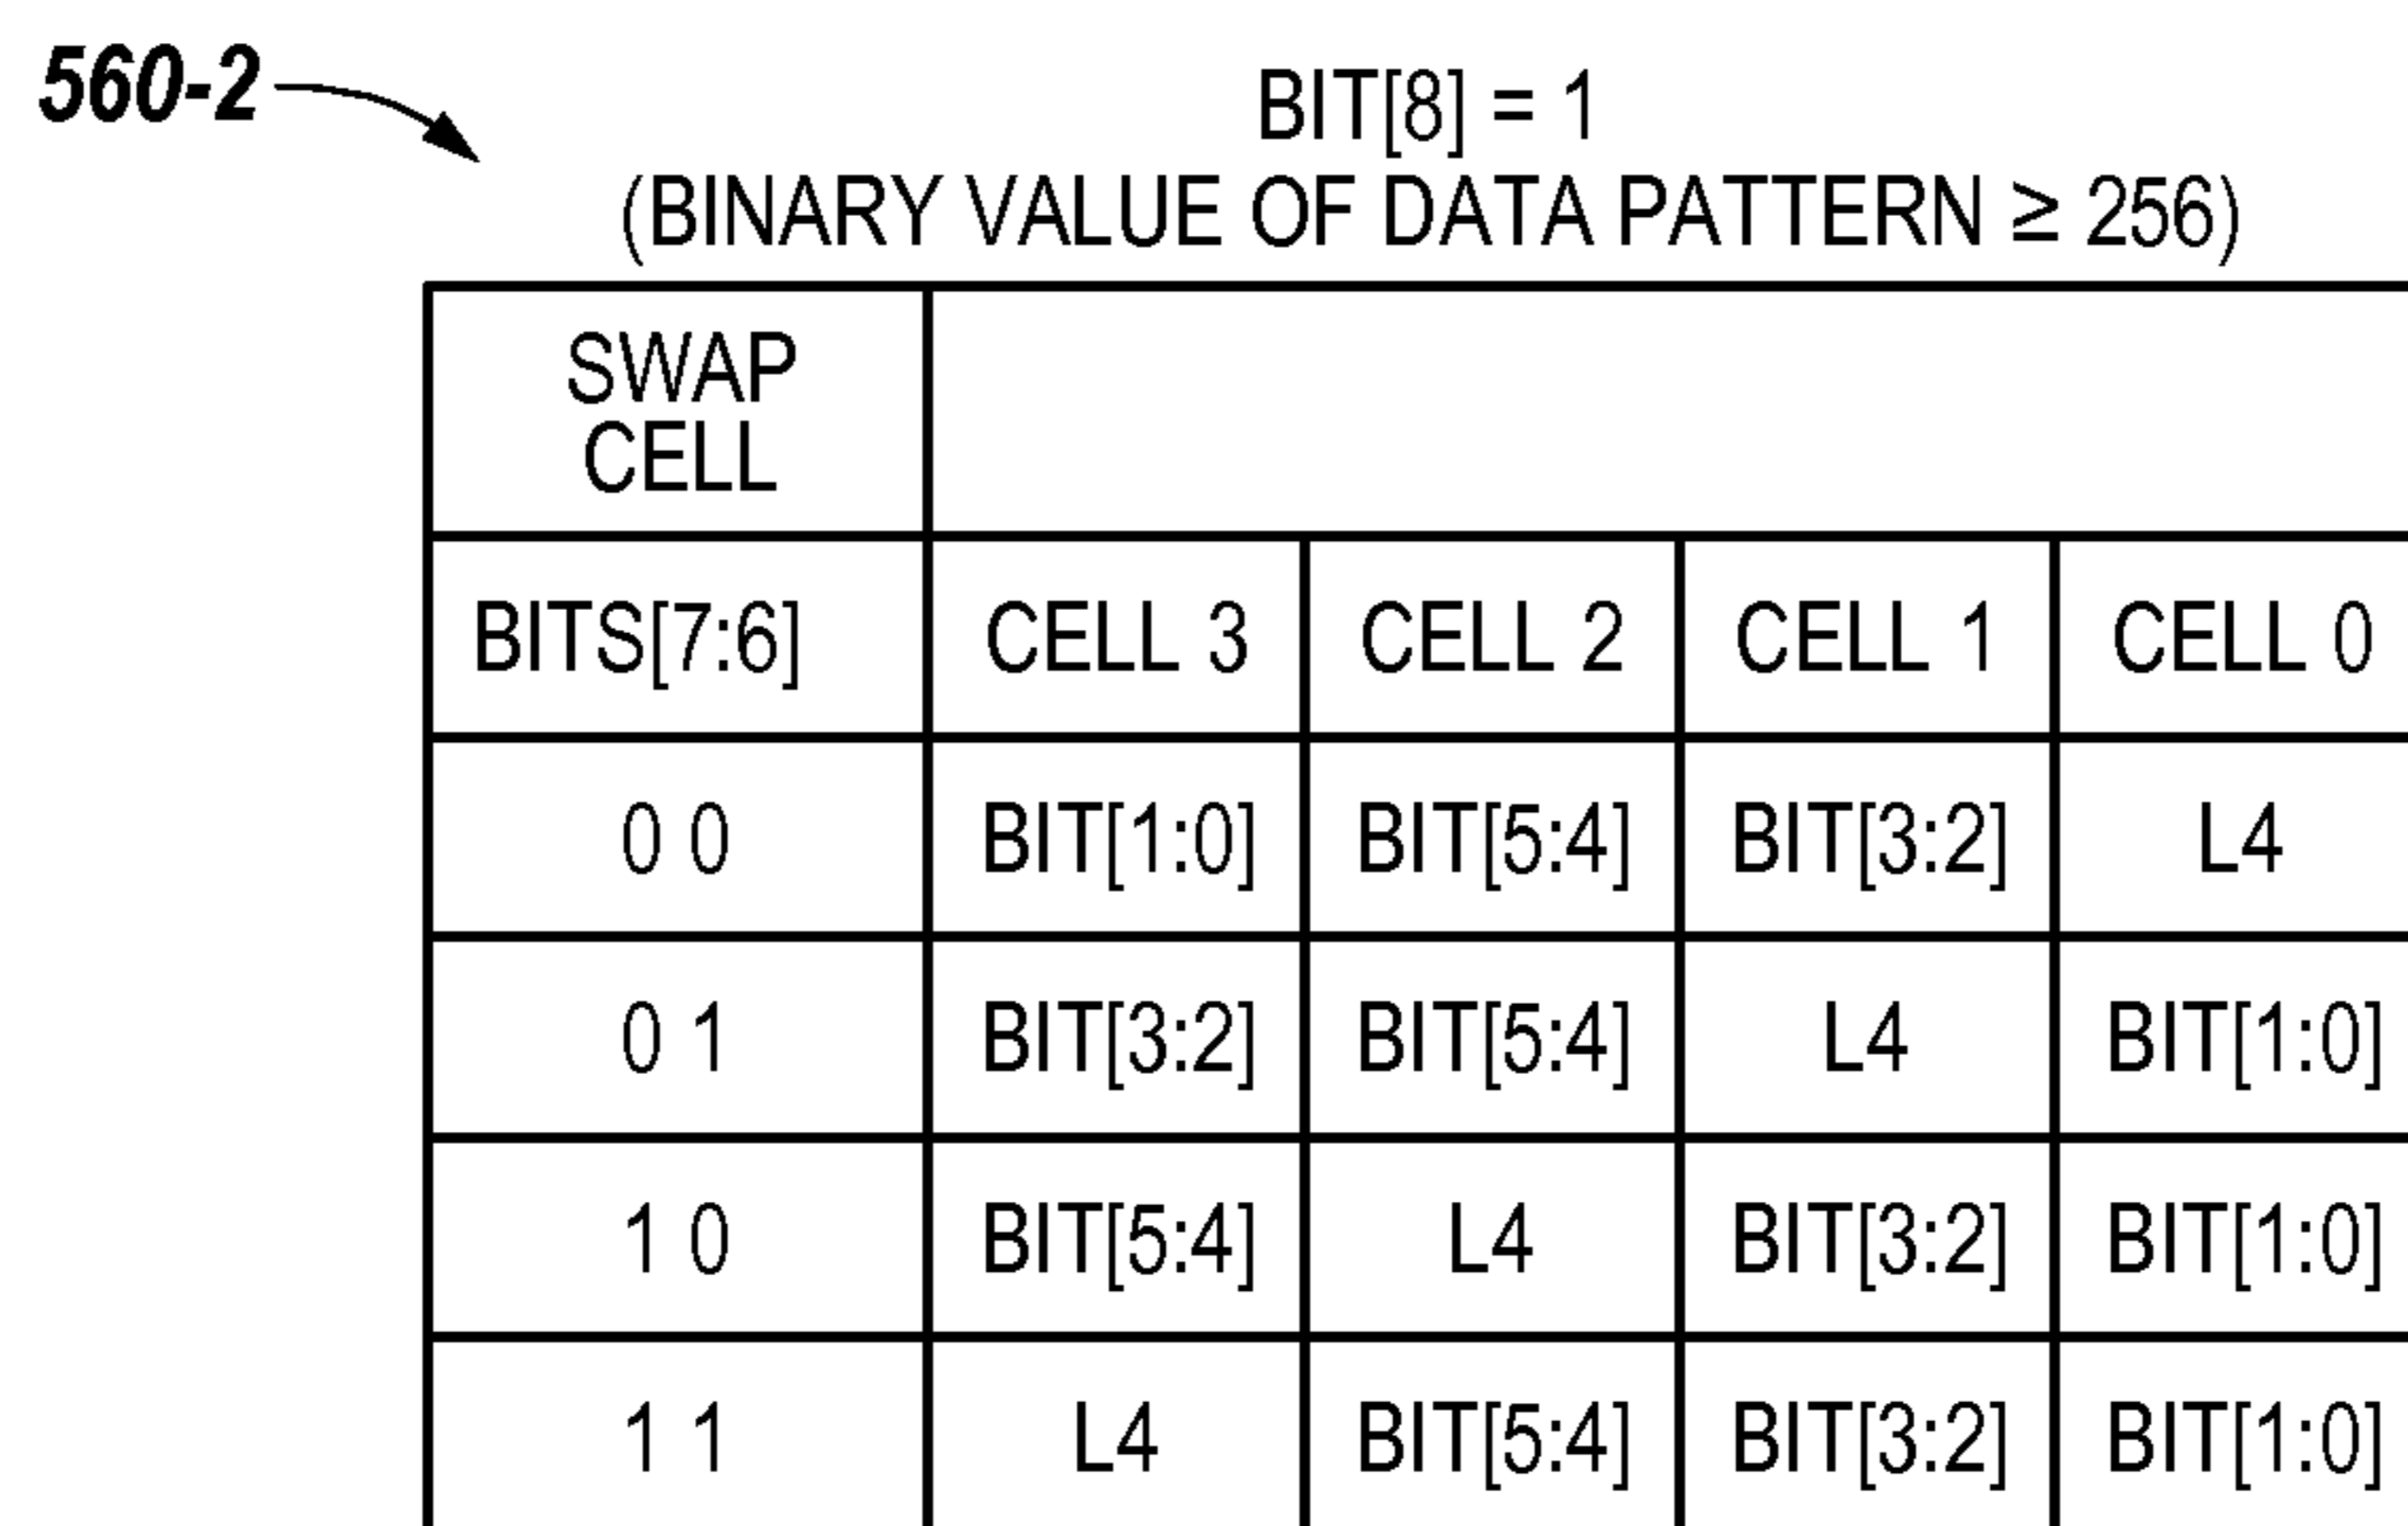 560-2
BIT[8] = 1
(BINARY VALUE OF DATA PATTERN ≥ 256)
SWAP
CELL
BITS[7:6] CELL 3 CELL 2 CELL 1 CELL 0
0 0 BIT[1:0] BIT[5:4] BIT[3:2] L4
0 1 BIT[3:2] BIT[5:4] L4 BIT[1:0]
1 0 BIT[5:4] L4 BIT[3:2] BIT[1:0]
1 1 L4 BIT[5:4] BIT[3:2] BIT[1:0]